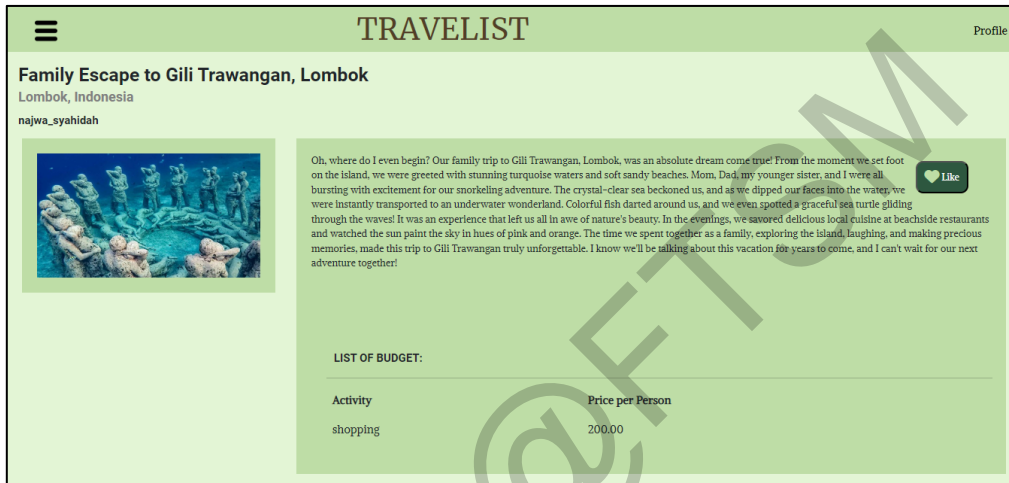 TRAVELIST
Profile
Family Escape to Gili Trawangan, Lombok
Lombok, Indonesia
najwa_syahidah
Oh, where do I even begin? Our family trip to Gili Trawangan, Lombok, was an absolute dream come true! From the moment we set foot
on the island, we were greeted with stunning turquoise waters and soft sandy beaches. Mom, Dad, my younger sister, and I were all
bursting with excitement for our snorkeling adventure. The crystal-clear sea beckoned us, and as we dipped our faces into the water, we
were instantly transported to an underwater wonderland. Colorful fish darted around us, and we even spotted a graceful sea turtle gliding
through the waves! It was an experience that left us all in awe of nature's beauty. In the evenings, we savored delicious local cuisine at beachside restaurants
and watched the sun paint the sky in hues of pink and orange. The time we spent together as a family, exploring the island, laughing, and making precious
memories, made this trip to Gili Trawangan truly unforgettable. I know we'll be talking about this vacation for years to come, and I can't wait for our next
adventure together!
Like
LIST OF BUDGET:
Activity Price per Person
shopping 200.00
@FTSM